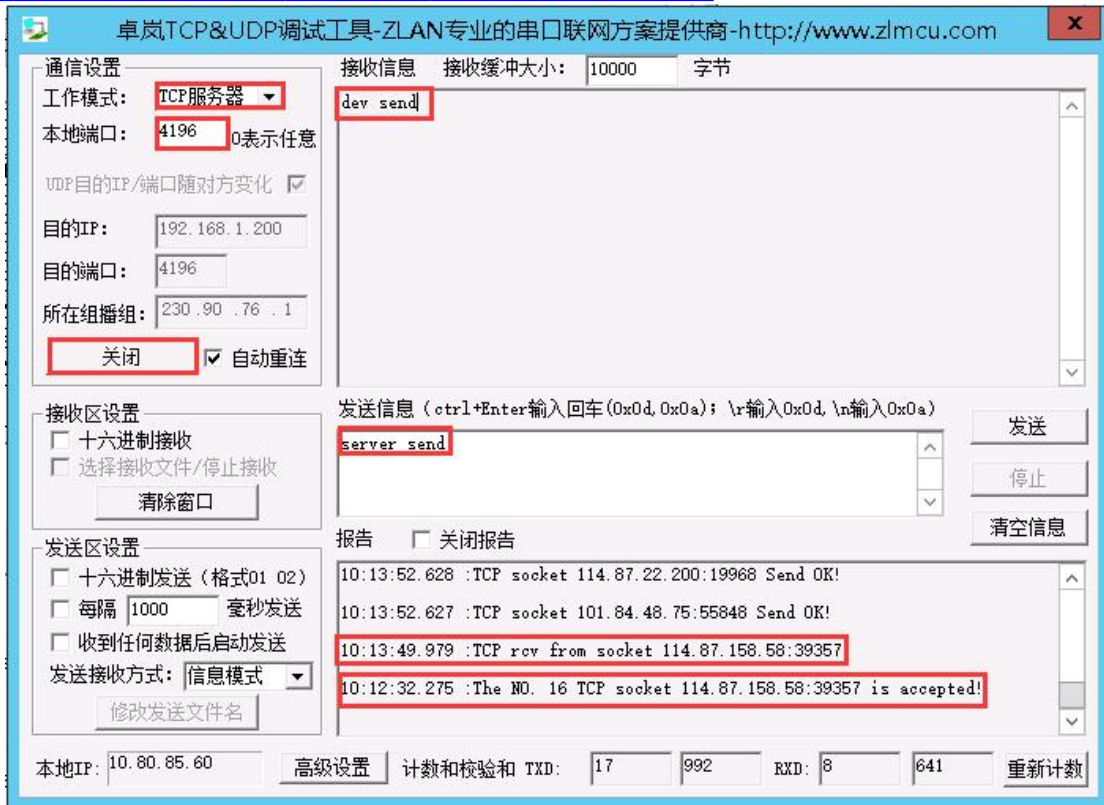 卓岚TCP&UDP调试工具-ZLAN专业的串口联网方案提供商-http://www.zlmcu.com
x
通信设置
工作模式: TCP服务器
本地端口: 4196 0表示任意
UDP目的IP/端口随对方变化
目的IP: 192.168.1.200
目的端口: 4196
所在组播组: 230.90.76.1
关闭 自动重连
接收信息 接收缓冲大小: 10000 字节
dev send
接收区设置
十六进制接收
选择接收文件/停止接收
清除窗口
发送信息(ctrl+Enter输入回车(0x0d,0x0a); \r输入0x0d,\n输入0x0a)
server send
发送
停止
清空信息
发送区设置
十六进制发送(格式01 02)
每隔 1000 毫秒发送
收到任何数据后启动发送
发送接收方式: 信息模式
修改发送文件名
报告 关闭报告
10:13:52.628 :TCP socket 114.87.22.200:19968 Send OK!
10:13:52.627 :TCP socket 101.84.48.75:55848 Send OK!
10:13:49.979 :TCP rcv from socket 114.87.158.58:39357
10:12:32.275 :The NO. 16 TCP socket 114.87.158.58:39357 is accepted!
本地IP: 10.80.85.60 高级设置 计数和校验和 TXD: 17 992 RXD: 8 641 重新计数